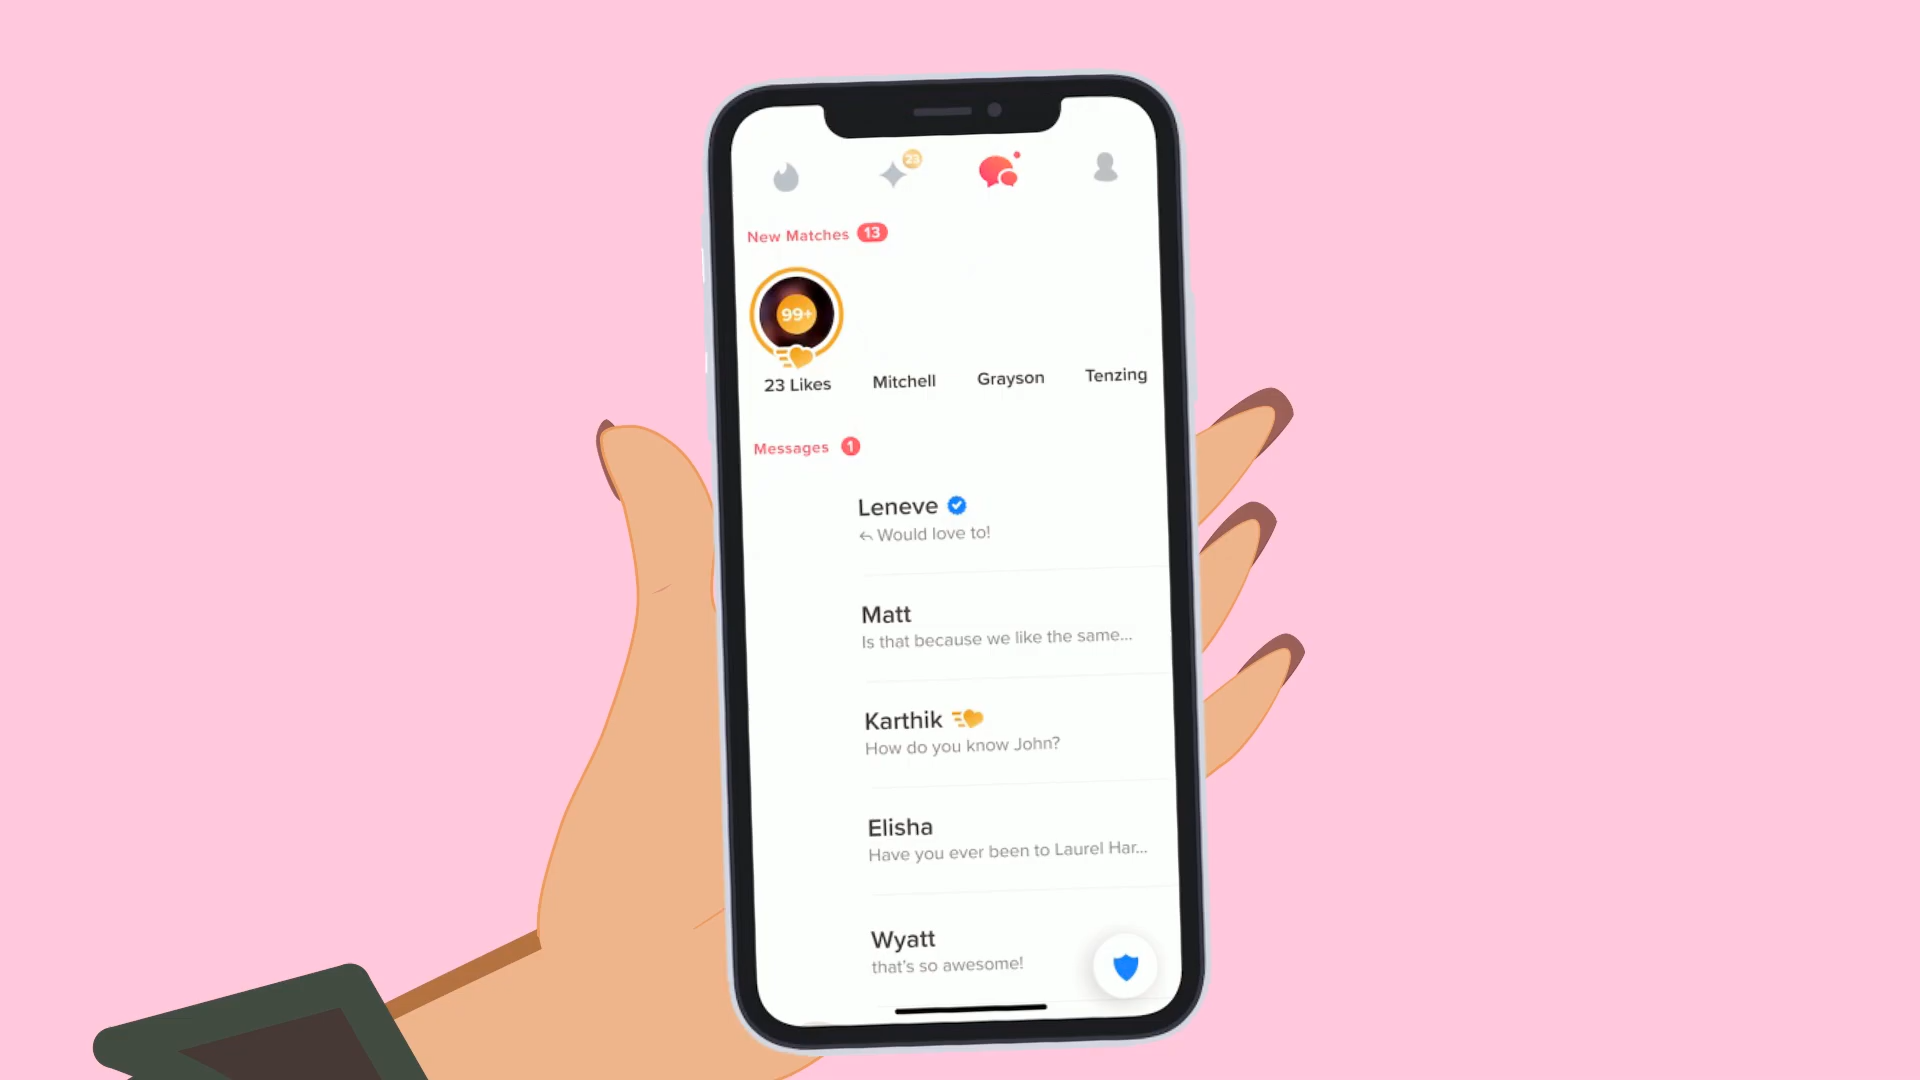 23
New Matches 13
99+
23 Likes Mitchell Grayson Tenzing
Messages 1
Leneve
Would love to!
Matt
Is that because we like the same...
Karthik
How do you know John?
Elisha
Have you ever been to Laurel Har...
Wyatt
that's so awesome!